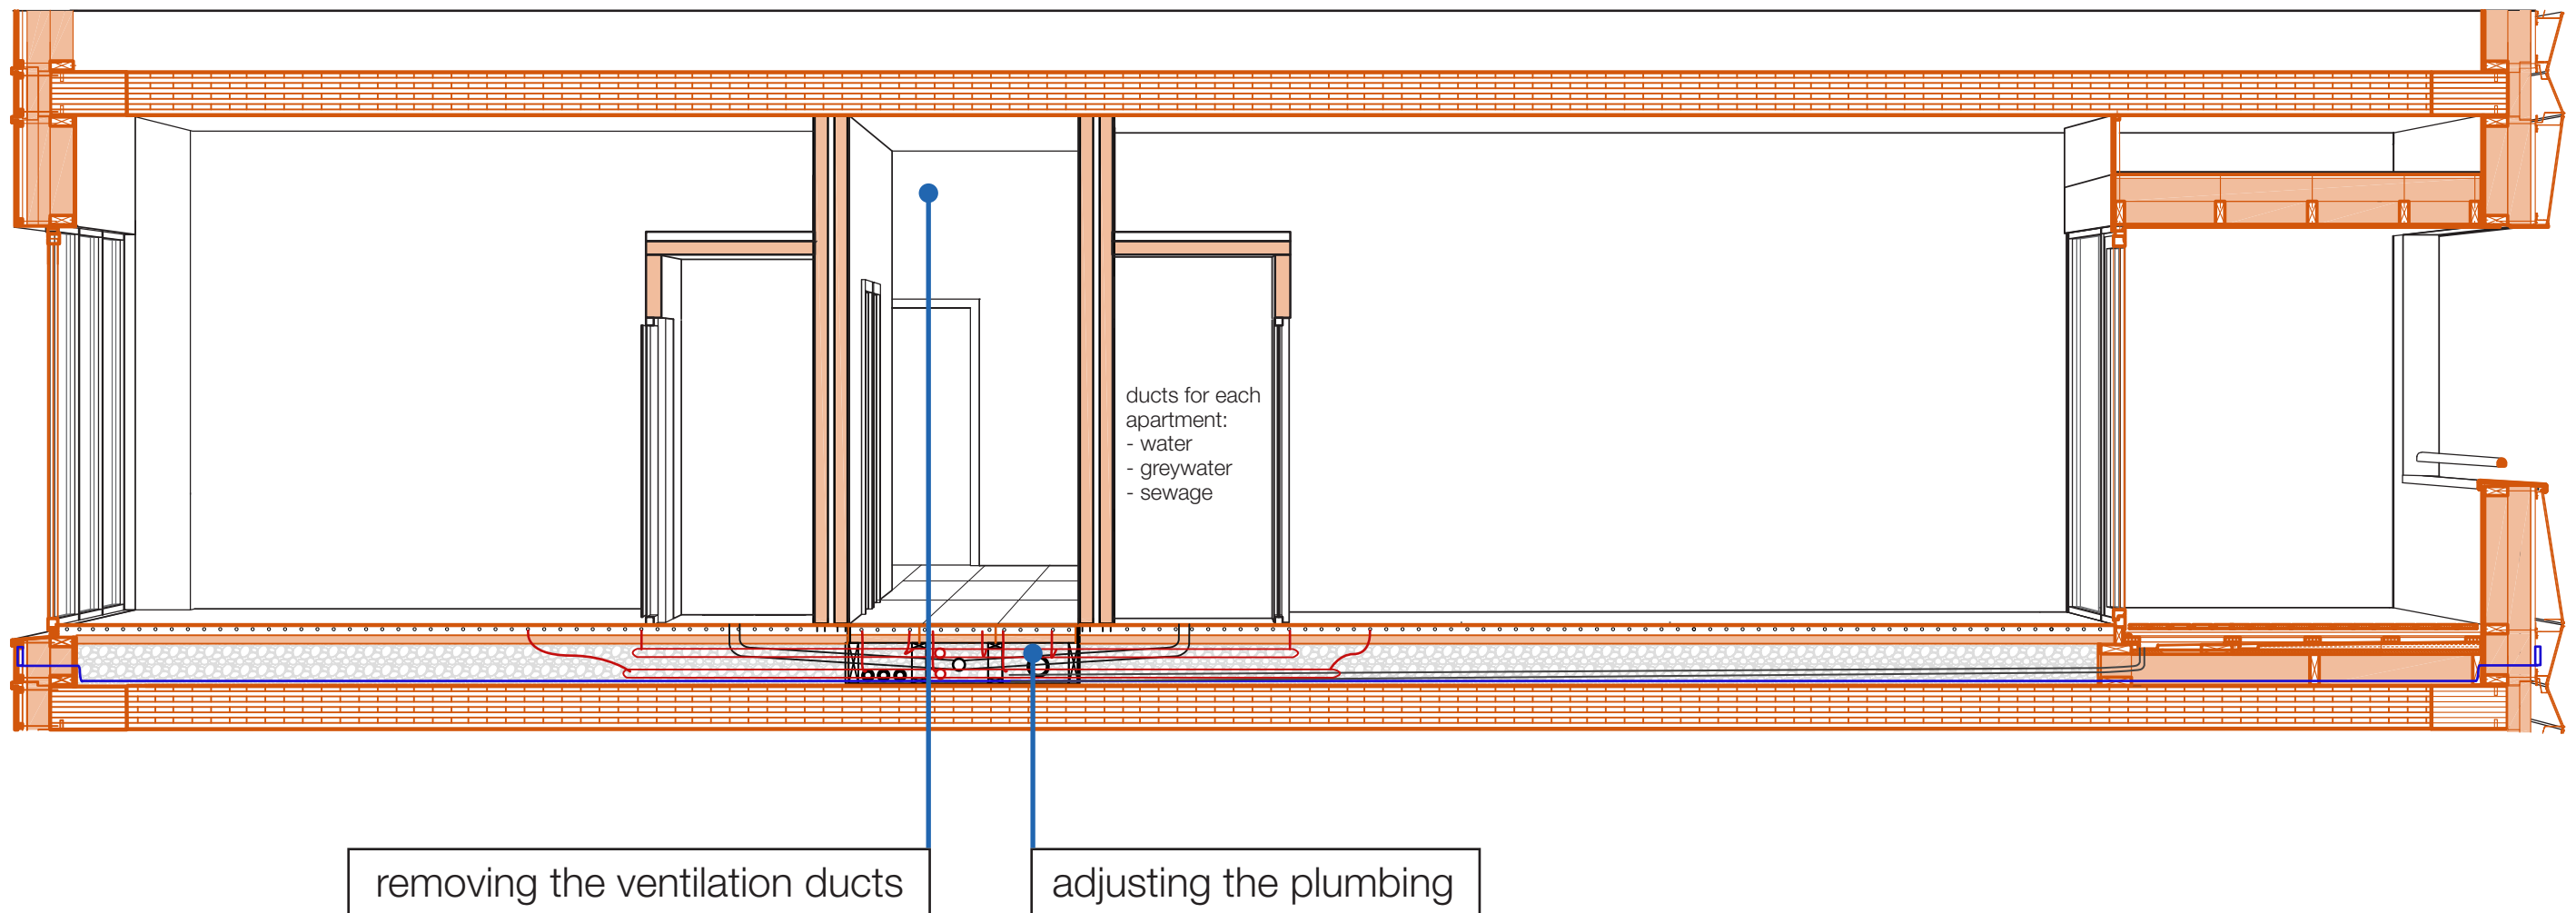 ducts for each
apartment:
- water
- greywater
- sewage
removing the ventilation ducts
adjusting the plumbing